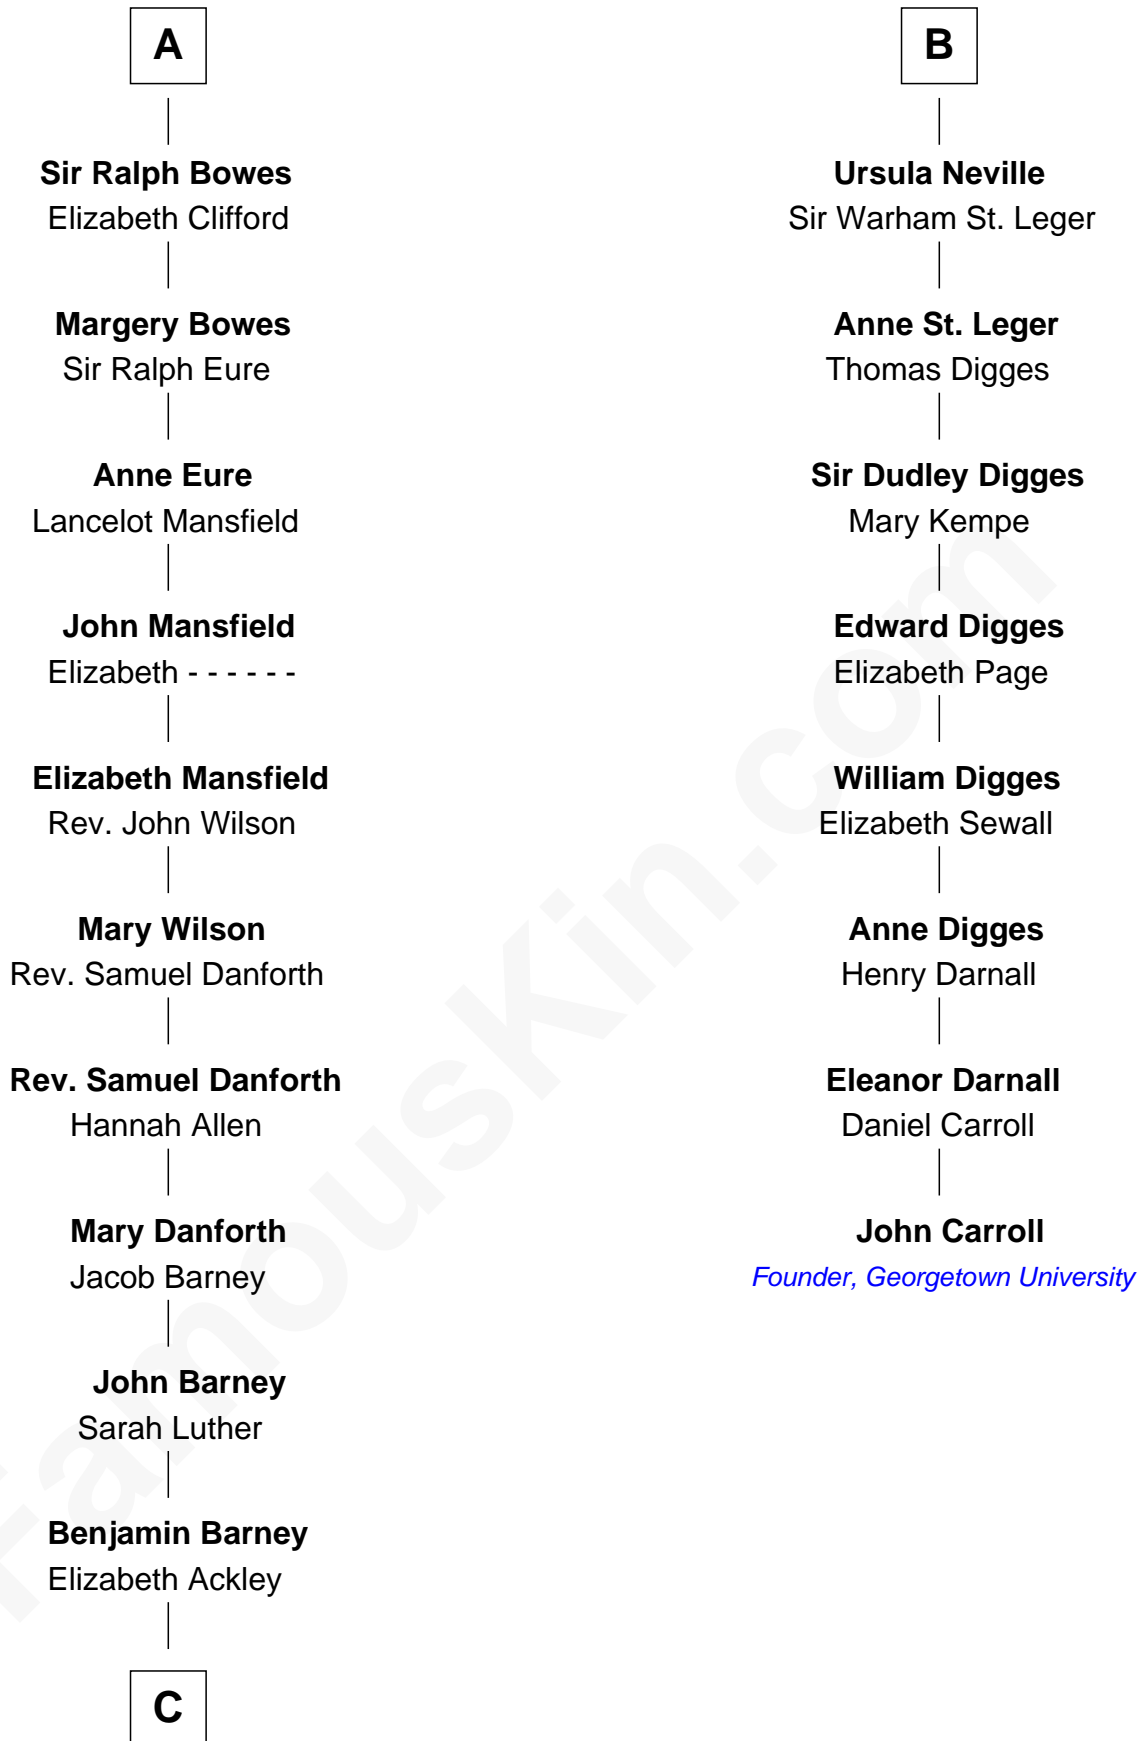 A
Sir Ralph Bowes
Elizabeth Clifford
Margery Bowes
Sir Ralph Eure
Anne Eure
Lancelot Mansfield
John Mansfield
Elizabeth - - - - - -
Elizabeth Mansfield
Rev. John Wilson
Mary Wilson
Rev. Samuel Danforth
Rev. Samuel Danforth
Hannah Allen
Mary Danforth
Jacob Barney
John Barney
Sarah Luther
Benjamin Barney
Elizabeth Ackley
C
B
Ursula Neville
Sir Warham St. Leger
Anne St. Leger
Thomas Digges
Sir Dudley Digges
Mary Kempe
Edward Digges
Elizabeth Page
William Digges
Elizabeth Sewall
Anne Digges
Henry Darnall
Eleanor Darnall
Daniel Carroll
John Carroll
Founder, Georgetown University
FamousKin.com